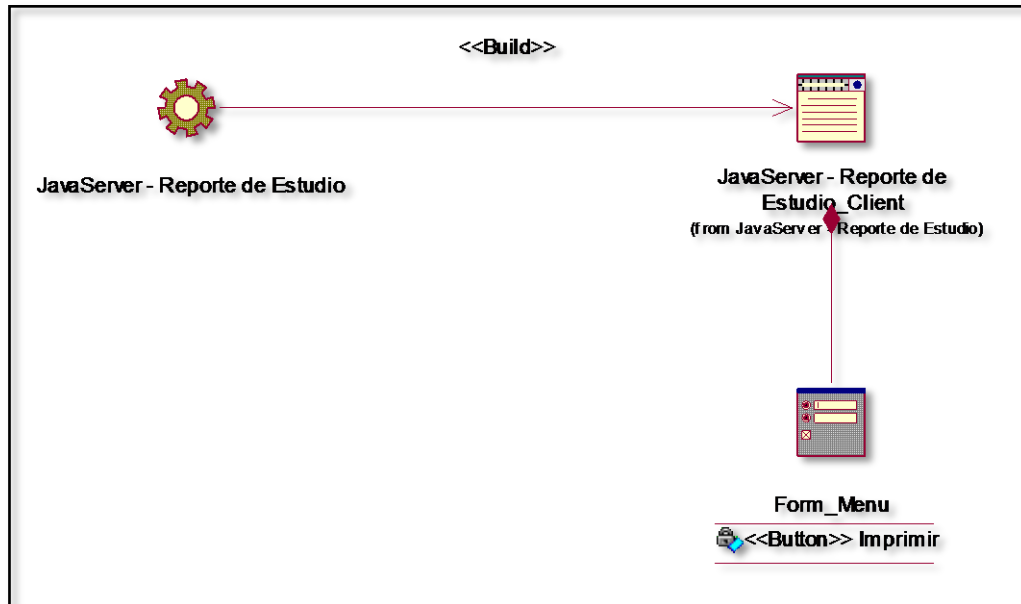 <<Build>>
JavaServer - Reporte de Estudio
JavaServer - Reporte de
Estudio_Client
(from JavaServer - Reporte de Estudio)
Form_Menu
<<Button>> Imprimir